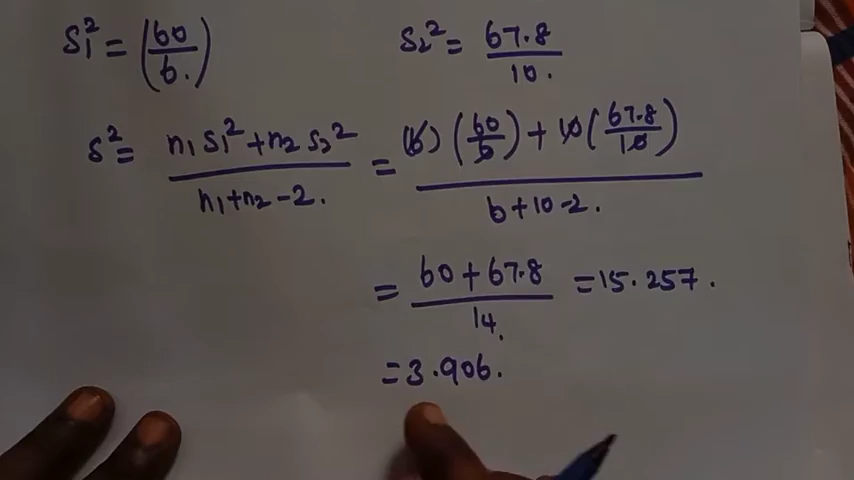 S₁² = (60/6.)    S₂² = 67.8/10.
s² = (n₁s₁² + n₂s₂²)/(n₁+n₂-2.) = ((6)(60/6) + 10(67.8/10))/(6+10-2.)
= (60+67.8)/14. = 15.257.
= 3.906.